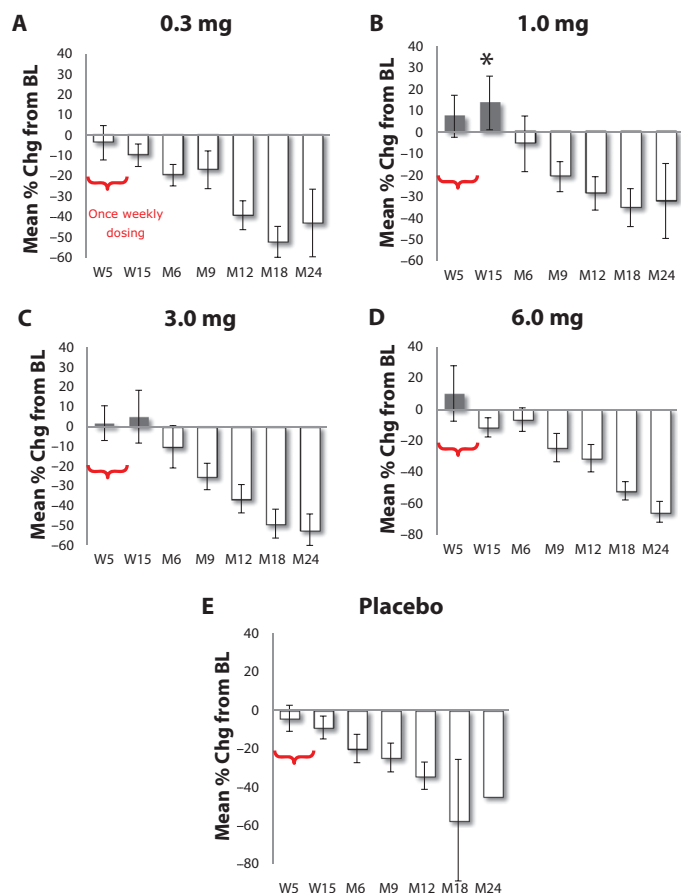 A
0.3 mg
Mean % Chg from BL
40
30
20
10
0
–10
–20
–30
–40
–50
–60
Once weekly
dosing
W5 W15 M6 M9 M12 M18 M24
B
1.0 mg
Mean % Chg from BL
40
30
20
10
0
–10
–20
–30
–40
–50
–60
*
W5 W15 M6 M9 M12 M18 M24
C
3.0 mg
Mean % Chg from BL
40
30
20
10
0
–10
–20
–30
–40
–50
–60
W5 W15 M6 M9 M12 M18 M24
D
6.0 mg
Mean % Chg from BL
40
20
0
–20
–40
–60
–80
W5 W15 M6 M9 M12 M18 M24
E
Placebo
Mean % Chg from BL
40
20
0
–20
–40
–60
–80
W5 W15 M6 M9 M12 M18 M24